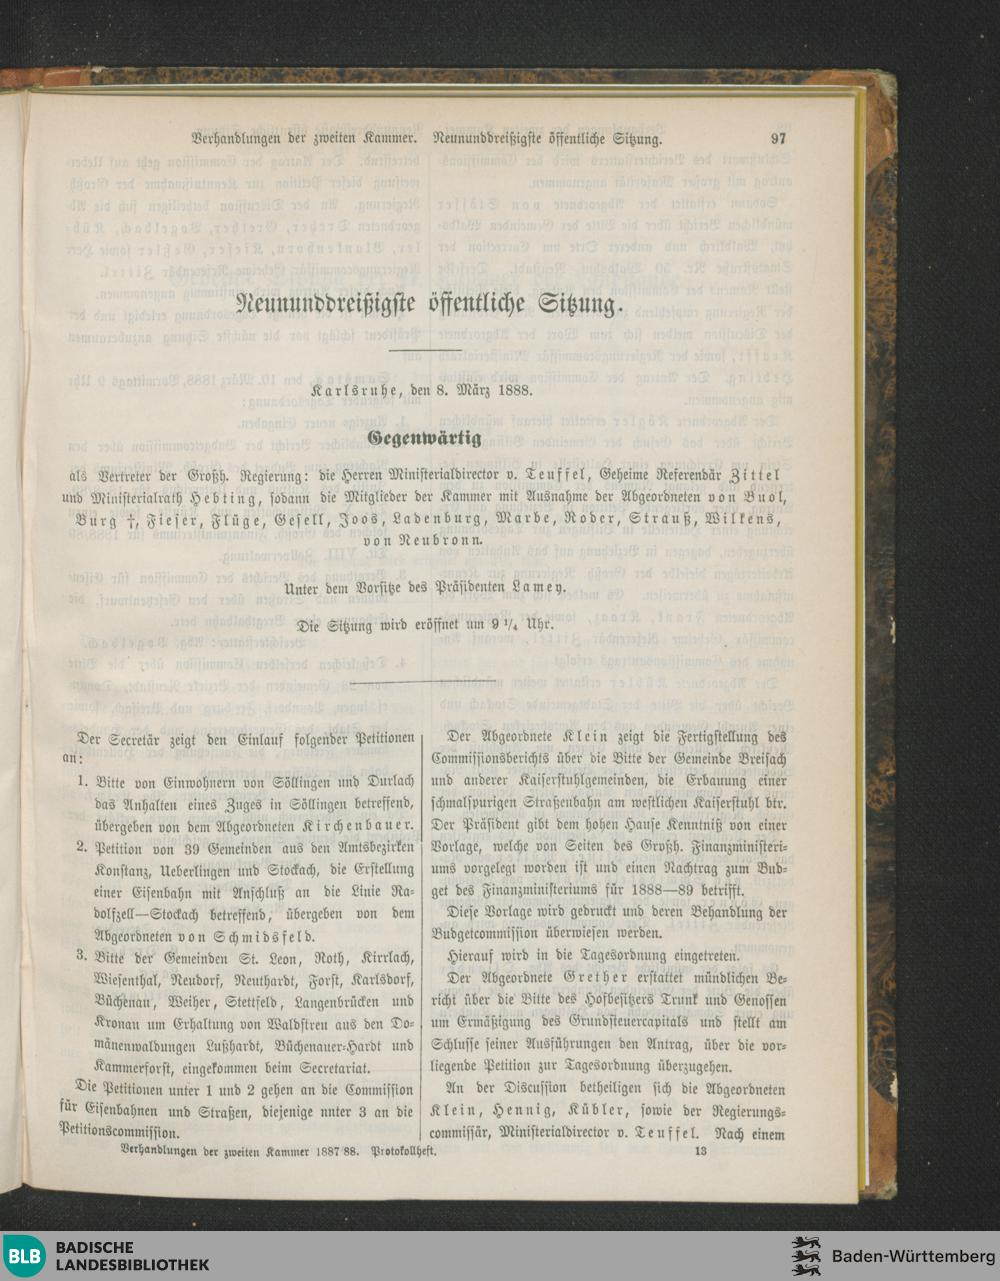 Verhandlungen der zweiten Kammer. Neununddreißigste öffentliche Sitzung. 97
Neununddreißigste öffentliche Sitzung.
Karlsruhe, den 8. März 1888.
Gegenwärtig
als Vertreter der Großh. Regierung: die Herren Ministerialdirector v. Teuffel, Geheime Referendär Zittel
und Ministerialrath Hebting, sodann die Mitglieder der Kammer mit Ausnahme der Abgeordneten von Buol,
Burg †, Fieser, Flüge, Gesell, Joos, Ladenburg, Marbe, Roder, Strauß, Wilkens,
von Neubronn.
Unter dem Vorsitze des Präsidenten Lamey.
Die Sitzung wird eröffnet um 9 1/4 Uhr.
Der Secretär zeigt den Einlauf folgender Petitionen
an:
1. Bitte von Einwohnern von Söllingen und Durlach
das Anhalten eines Zuges in Söllingen betreffend,
übergeben von dem Abgeordneten Kirchenbauer.
2. Petition von 39 Gemeinden aus den Amtsbezirken
Konstanz, Ueberlingen und Stockach, die Erstellung
einer Eisenbahn mit Anschluß an die Linie Ra-
dolfzell—Stockach betreffend, übergeben von dem
Abgeordneten von Schmidsfeld.
3. Bitte der Gemeinden St. Leon, Roth, Kirrlach,
Wiesenthal, Neudorf, Neuthardt, Forst, Karlsdorf,
Büchenau, Weiher, Stettfeld, Langenbrücken und
Kronau um Erhaltung von Waldstreu aus den Do-
mänenwaldungen Lußhardt, Büchenauer-Hardt und
Kammerforst, eingekommen beim Secretariat.
Die Petitionen unter 1 und 2 gehen an die Commission
für Eisenbahnen und Straßen, diejenige unter 3 an die
Petitionscommission.
Der Abgeordnete Klein zeigt die Fertigstellung des
Commissionsberichts über die Bitte der Gemeinde Breisach
und anderer Kaiserstuhlgemeinden, die Erbauung einer
schmalspurigen Straßenbahn am westlichen Kaiserstuhl btr.
Der Präsident gibt dem hohen Hause Kenntniß von einer
Vorlage, welche von Seiten des Großh. Finanzministeri-
ums vorgelegt worden ist und einen Nachtrag zum Bud-
get des Finanzministeriums für 1888—89 betrifft.
Diese Vorlage wird gedruckt und deren Behandlung der
Budgetcommission überwiesen werden.
Hierauf wird in die Tagesordnung eingetreten.
Der Abgeordnete Grether erstattet mündlichen Be-
richt über die Bitte des Hofbesitzers Trunk und Genossen
um Ermäßigung des Grundsteuercapitals und stellt am
Schlusse seiner Ausführungen den Antrag, über die vor-
liegende Petition zur Tagesordnung überzugehen.
An der Discussion betheiligen sich die Abgeordneten
Klein, Hennig, Kübler, sowie der Regierungs-
commissär, Ministerialdirector v. Teuffel. Nach einem
Verhandlungen der zweiten Kammer 1887/88. Protokollheft. 13
BLB BADISCHE
LANDESBIBLIOTHEK
Baden-Württemberg